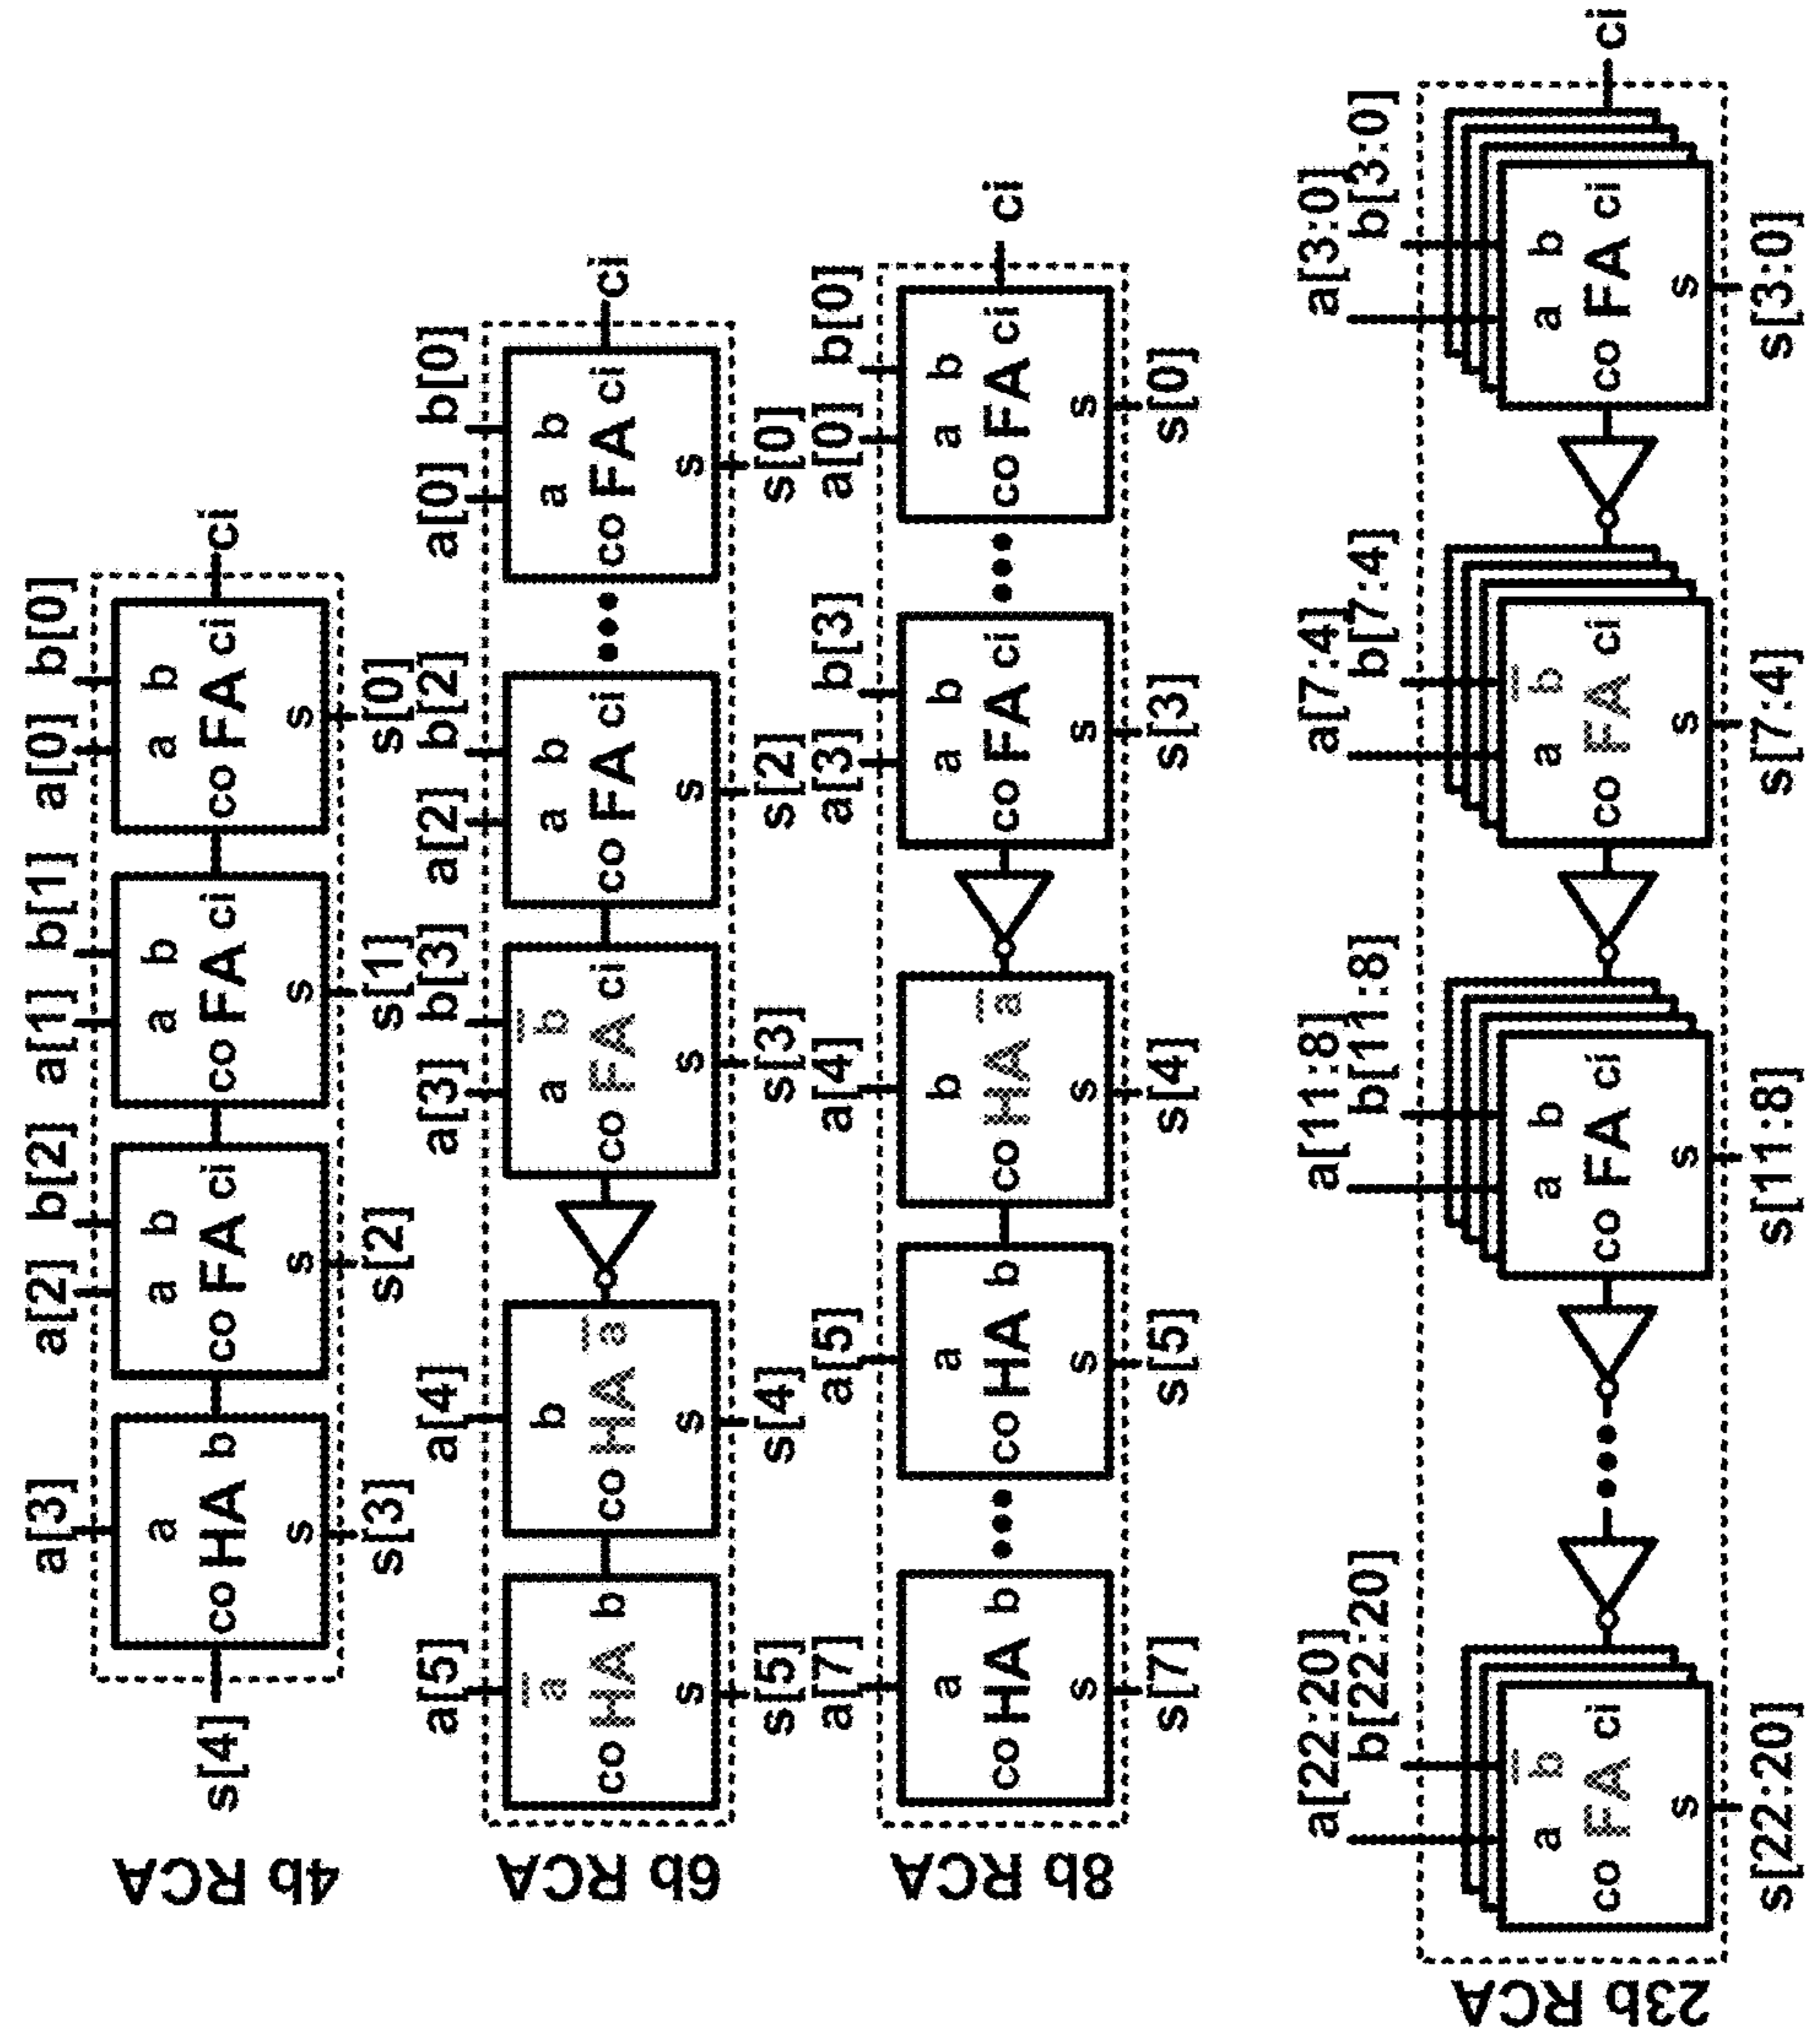 4b RCA
a[3] a[2] b[2] a[1] b[1] a[0] b[0]
a a b a b a b
s[4] co HA b co FA ci co FA ci co FA ci ci
s s s s
s[3] s[2] s[1] s[0]
6b RCA
a[5] a[4] a[3] b[3] a[2] b[2] a[0] b[0]
a̅ b a b̅ a b a b
co HA b co HA a̅ co FA ci co FA ci ••• co FA ci ci
s s s s s
s[5] s[4] s[3] s[2] s[0]
8b RCA
a[7] a[5] a[4] a[3] b[3] a[0] b[0]
a a b a b a b
co HA b ••• co HA b co HA a̅ co FA ci ••• co FA ci ci
s s s s s
s[7] s[5] s[4] s[3] s[0]
23b RCA
a[22:20] a[11:8] a[7:4] a[3:0]
b[22:20] b[11:8] b[7:4] b[3:0]
a b̅ a b a b̅ a b
co FA ci ••• co FA ci co FA ci co FA ci ci
s s s s
s[22:20] s[11:8] s[7:4] s[3:0]